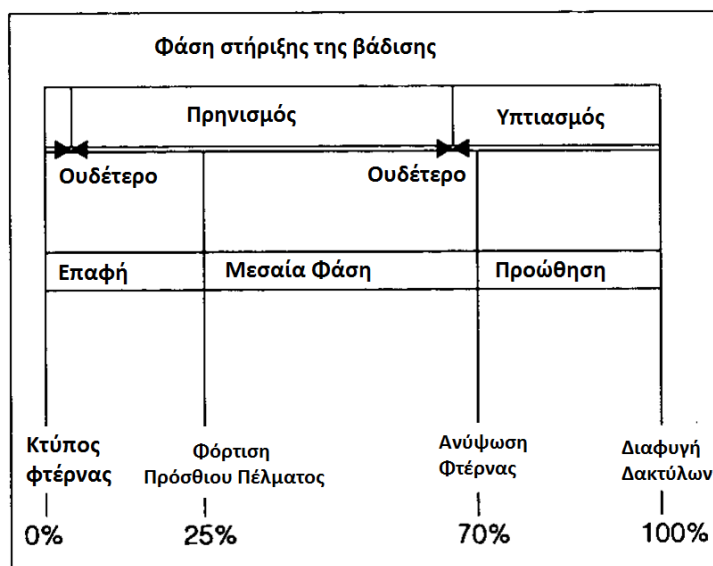 Φάση στήριξης της βάδισης
Πρηνισμός
Υπτιασμός
Ουδέτερο
Ουδέτερο
Επαφή
Μεσαία Φάση
Προώθηση
Κτύπος
φτέρνας
Φόρτιση
Πρόσθιου Πέλματος
Ανύψωση
Φτέρνας
Διαφυγή
Δακτύλων
0%
25%
70%
100%